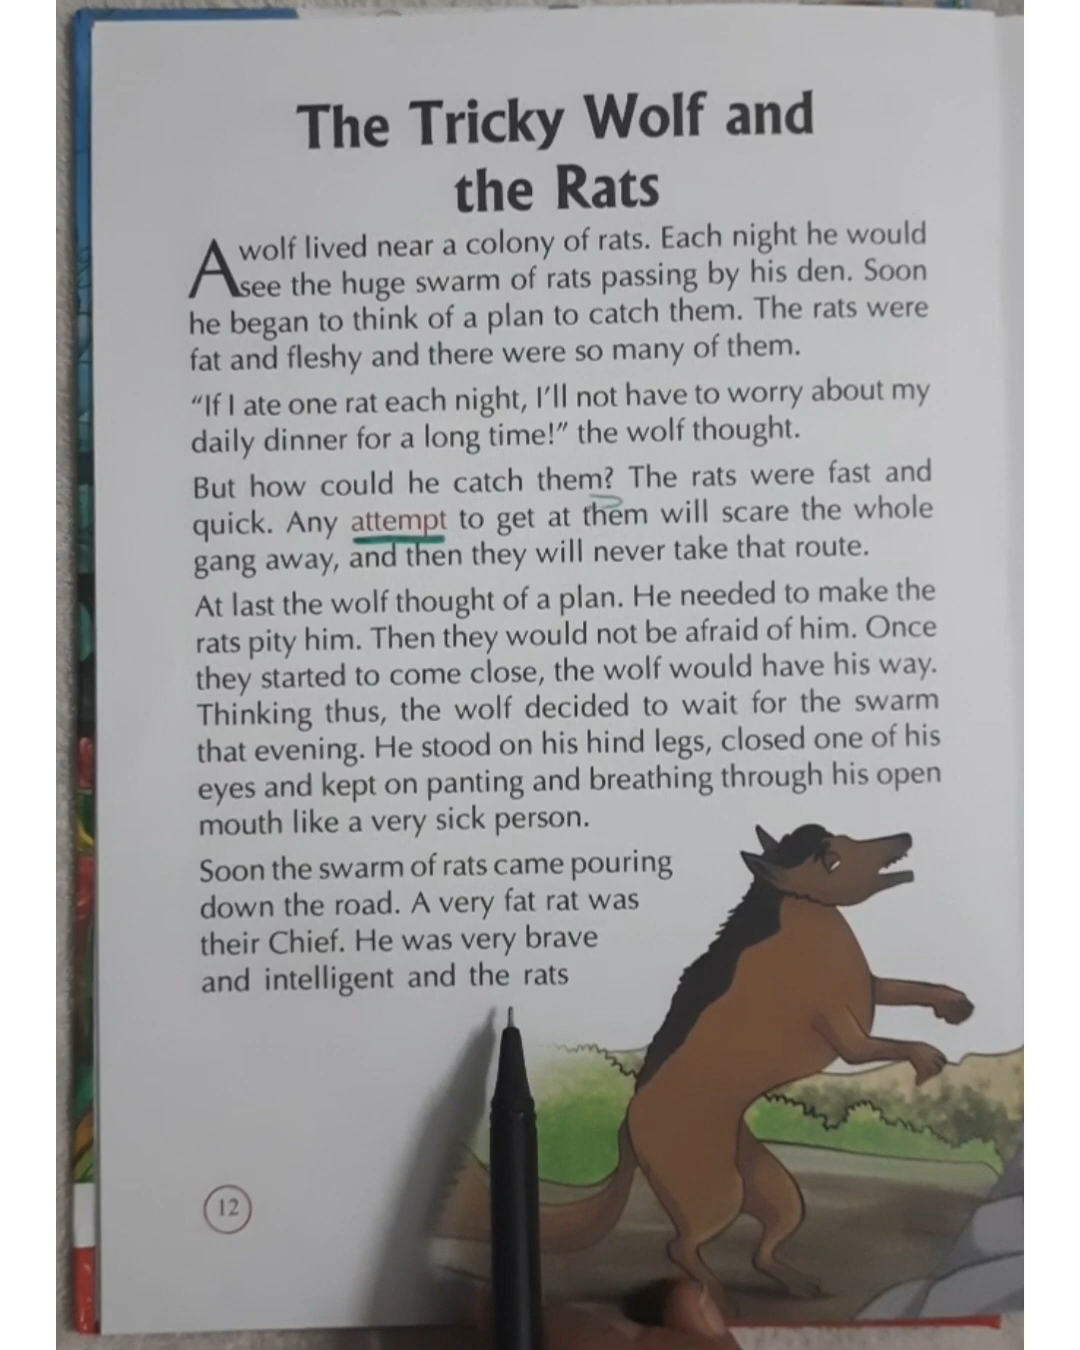 The Tricky Wolf and
the Rats
A wolf lived near a colony of rats. Each night he would
see the huge swarm of rats passing by his den. Soon
he began to think of a plan to catch them. The rats were
fat and fleshy and there were so many of them.
“If I ate one rat each night, I’ll not have to worry about my
daily dinner for a long time!” the wolf thought.
But how could he catch them? The rats were fast and
quick. Any attempt to get at them will scare the whole
gang away, and then they will never take that route.
At last the wolf thought of a plan. He needed to make the
rats pity him. Then they would not be afraid of him. Once
they started to come close, the wolf would have his way.
Thinking thus, the wolf decided to wait for the swarm
that evening. He stood on his hind legs, closed one of his
eyes and kept on panting and breathing through his open
mouth like a very sick person.
Soon the swarm of rats came pouring
down the road. A very fat rat was
their Chief. He was very brave
and intelligent and the rats
12